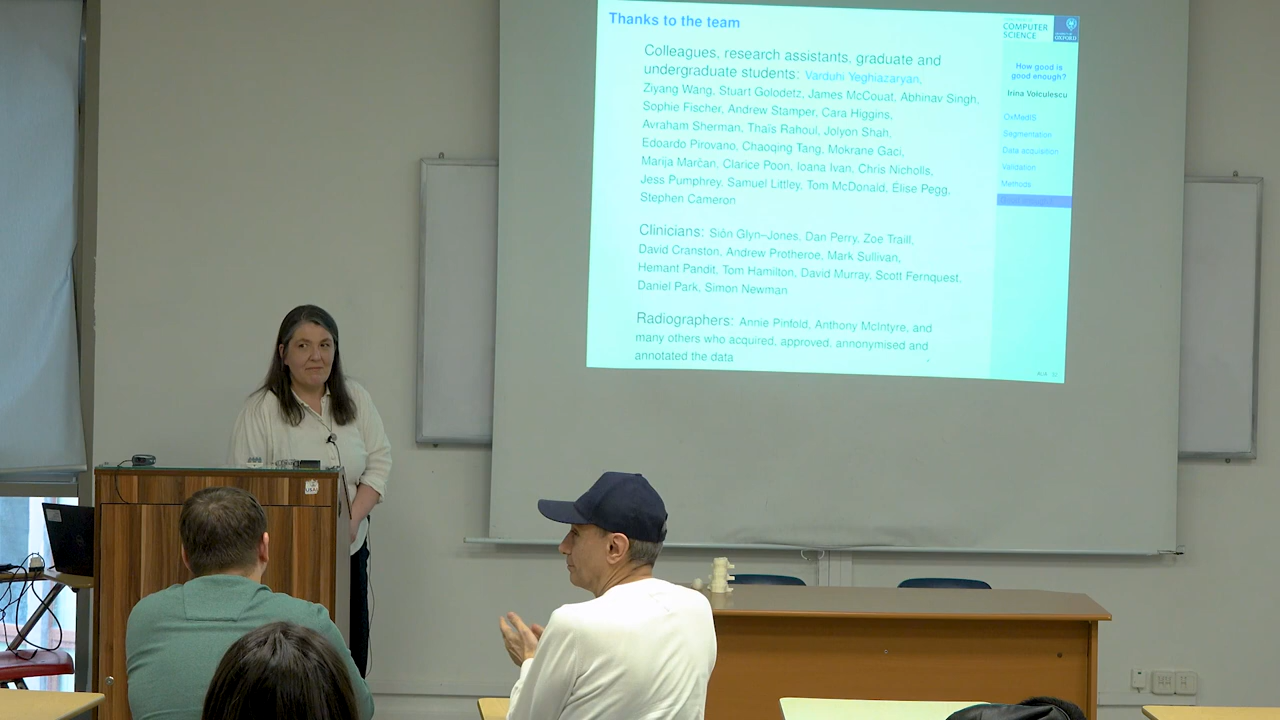 Thanks to the team
Colleagues, research assistants, graduate and
undergraduate students: Varduhi Yeghiazaryan,
Ziyang Wang, Stuart Golodetz, James McCouat, Abhinav Singh,
Sophie Fischer, Andrew Stamper, Cara Higgins,
Avraham Sherman, Thaïs Rahoul, Jolyon Shah,
Edoardo Pirovano, Chaoqing Tang, Mokrane Gaci,
Marija Marčan, Clarice Poon, Ioana Ivan, Chris Nicholls,
Jess Pumphrey, Samuel Littley, Tom McDonald, Élise Pegg,
Stephen Cameron
Clinicians: Siôn Glyn–Jones, Dan Perry, Zoe Traill,
David Cranston, Andrew Protheroe, Mark Sullivan,
Hemant Pandit, Tom Hamilton, David Murray, Scott Fernquest,
Daniel Park, Simon Newman
Radiographers: Annie Pinfold, Anthony McIntyre, and
many others who acquired, approved, annonymised and
annotated the data
COMPUTER
SCIENCE
OXFORD
How good is
good enough?
Irina Voiculescu
OxMedIS
Segmentation
Data acquisition
Validation
Methods